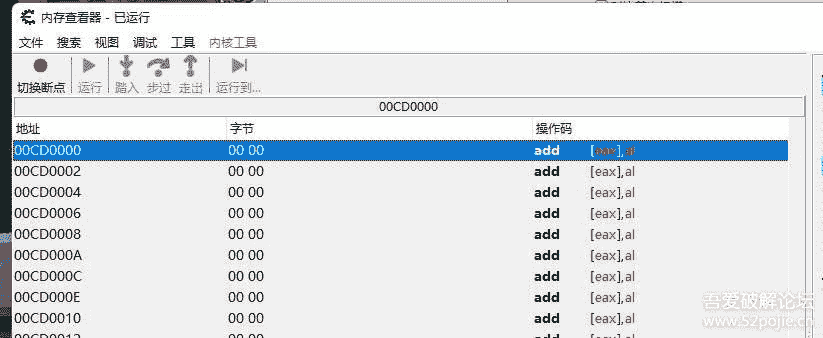 内存查看器 - 已运行
文件 搜索 视图 调试 工具 内核工具
切换断点 运行 踏入 步过 走出 运行到...
00CD0000
地址 字节 操作码
00CD0000 00 00 add [eax],al
00CD0002 00 00 add [eax],al
00CD0004 00 00 add [eax],al
00CD0006 00 00 add [eax],al
00CD0008 00 00 add [eax],al
00CD000A 00 00 add [eax],al
00CD000C 00 00 add [eax],al
00CD000E 00 00 add [eax],al
00CD0010 00 00 add [eax],al
吾爱破解论坛
www.52pojie.cn